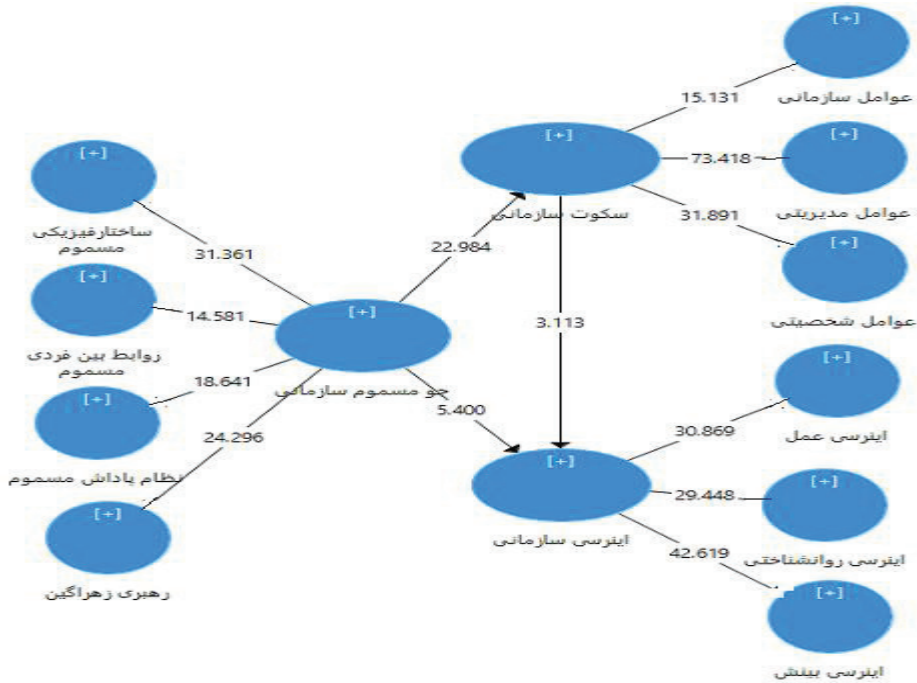 [+]
عوامل سازمانی
15.131
[+]
[+]
73.418
عوامل مدیریتی
سکوت سازمانی
31.891
[+]
عوامل شخصیتی
[+]
ساختارفیزیکی
مسموم
31.361
22.984
[+]
روابط بین فردی
مسموم
14.581
[+]
جو مسموم سازمانی
3.113
18.641
[+]
نظام پاداش مسموم
5.400
24.296
[+]
رهبری زهراگین
[+]
اینرسی عمل
30.869
[+]
اینرسی سازمانی
29.448
[+]
اینرسی روانشناختی
42.619
[+]
اینرسی بینش